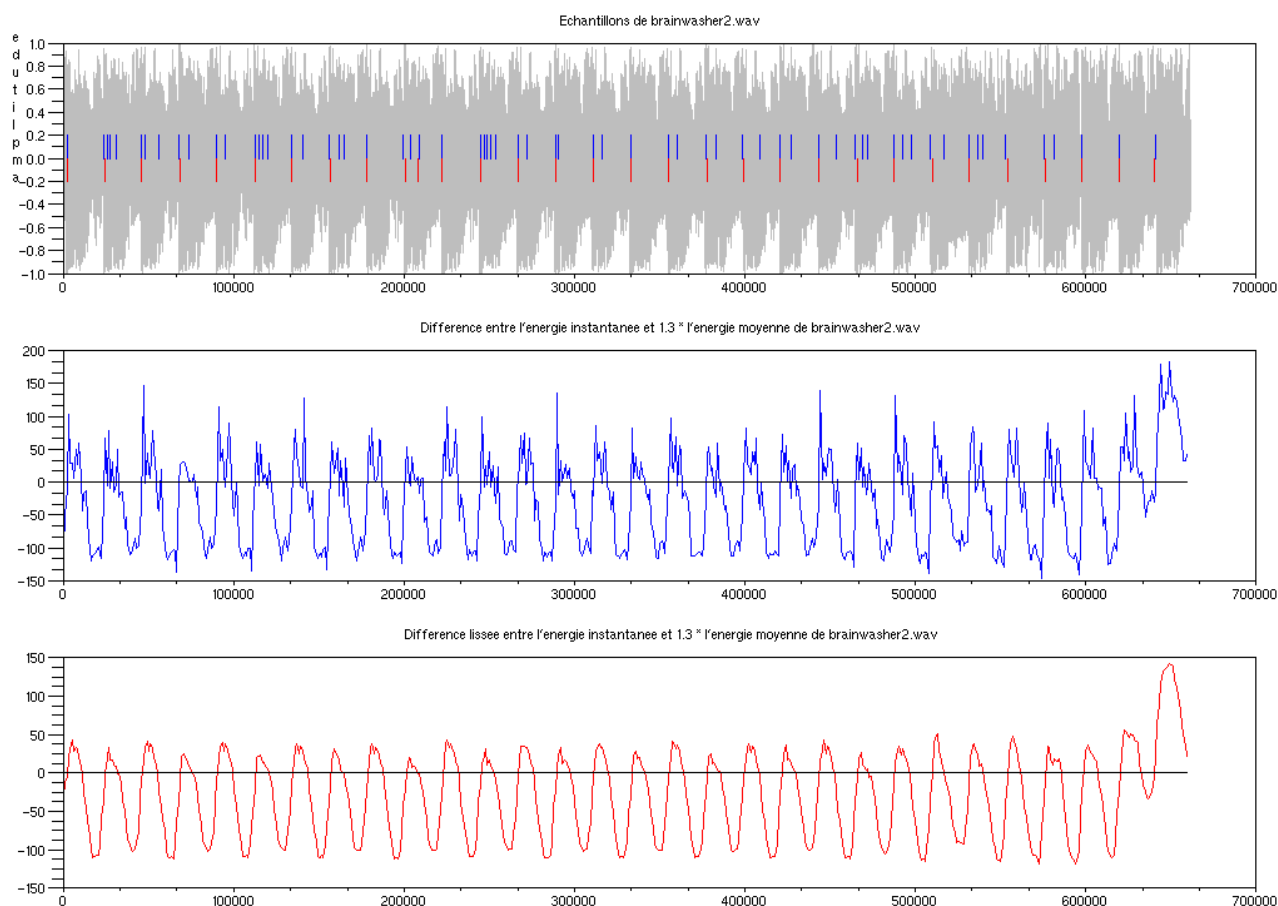 Echantillons de brainwasher2.wav
e
d
u
t
i
l
p
m
a
1.0
0.8
0.6
0.4
0.2
0.0
−0.2
−0.4
−0.6
−0.8
−1.0
0 100000 200000 300000 400000 500000 600000 700000
Difference entre l'energie instantanee et 1.3 * l'energie moyenne de brainwasher2.wav
200
150
100
50
0
−50
−100
−150
0 100000 200000 300000 400000 500000 600000 700000
Difference lissee entre l'energie instantanee et 1.3 * l'energie moyenne de brainwasher2.wav
150
100
50
0
−50
−100
−150
0 100000 200000 300000 400000 500000 600000 700000